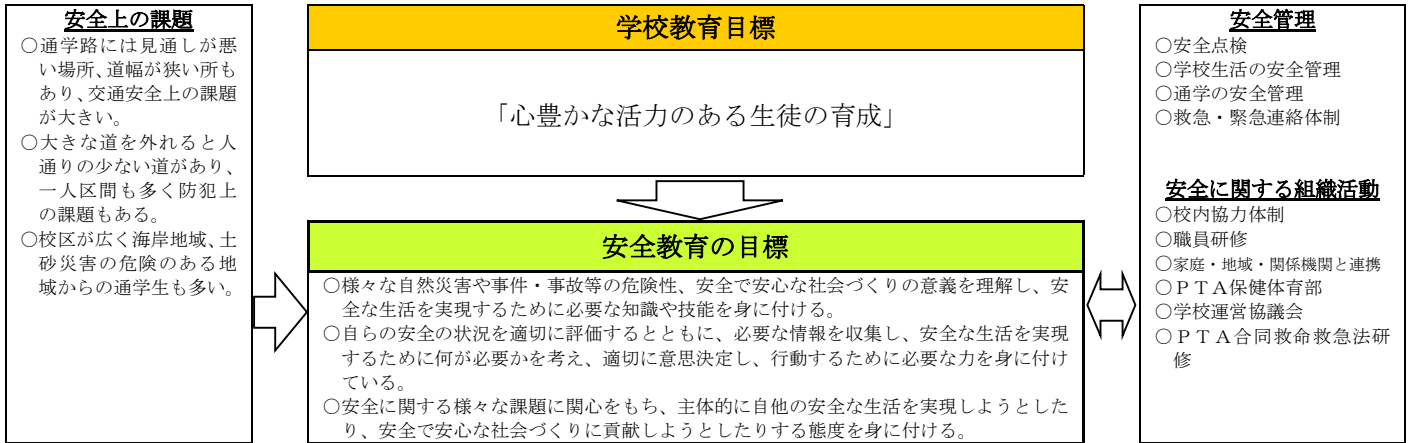 安全上の課題
○通学路には見通しが悪
い場所、道幅が狭い所も
あり、交通安全上の課題
が大きい。
○大きな道を外れると人
通りの少ない道があり、
一人区間も多く防犯上
の課題もある。
○校区が広く海岸地域、土
砂災害の危険のある地
域からの通学生も多い。
学校教育目標
「心豊かな活力のある生徒の育成」
安全教育の目標
○様々な自然災害や事件・事故等の危険性、安全で安心な社会づくりの意義を理解し、安
全な生活を実現するために必要な知識や技能を身に付ける。
○自らの安全の状況を適切に評価するとともに、必要な情報を収集し、安全な生活を実現
するために何が必要かを考え、適切に意思決定し、行動するために必要な力を身に付け
ている。
○安全に関する様々な課題に関心をもち、主体的に自他の安全な生活を実現しようとした
り、安全で安心な社会づくりに貢献しようとしたりする態度を身に付ける。
安全管理
○安全点検
○学校生活の安全管理
○通学の安全管理
○救急・緊急連絡体制
安全に関する組織活動
○校内協力体制
○職員研修
○家庭・地域・関係機関と連携
○ＰＴＡ保健体育部
○学校運営協議会
○ＰＴＡ合同救命救急法研
修